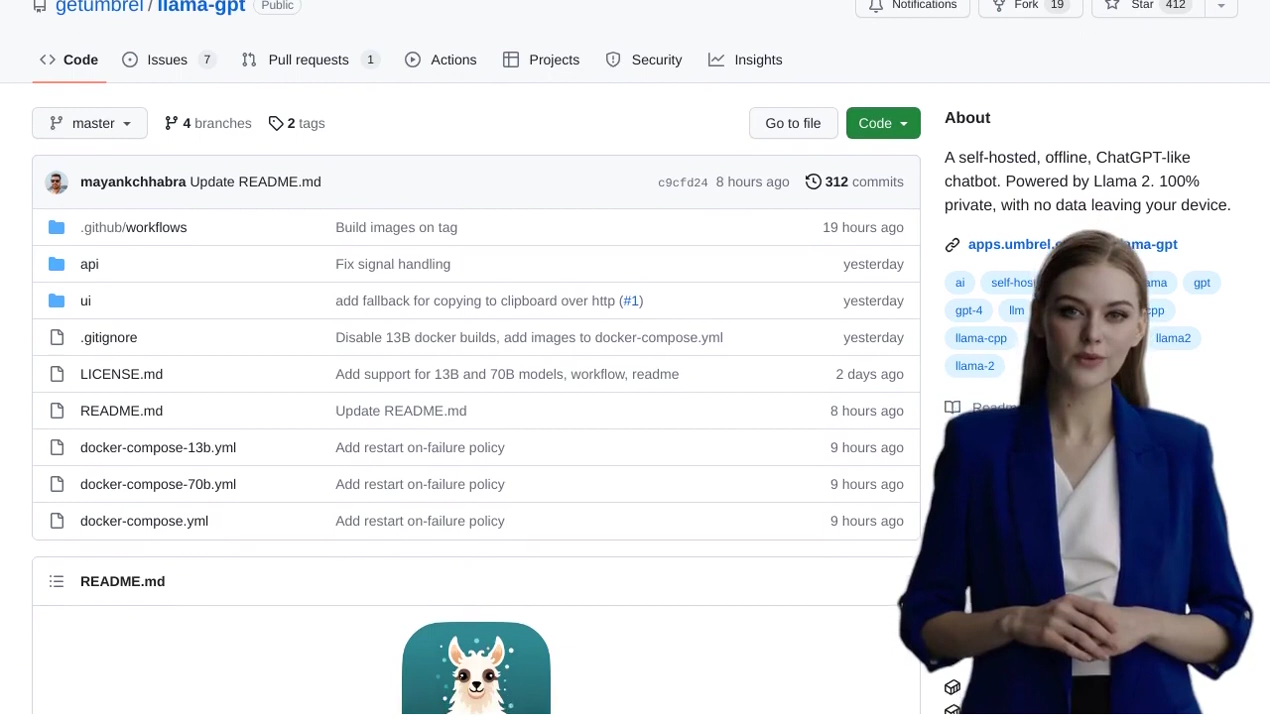 getumbrel / llama-gpt Public
Notifications Fork 19 Star 412
Code Issues 7 Pull requests 1 Actions Projects Security Insights
master 4 branches 2 tags Go to file Code
mayankchhabra Update README.md c9cfd24 8 hours ago 312 commits
.github/workflows Build images on tag 19 hours ago
api Fix signal handling yesterday
ui add fallback for copying to clipboard over http (#1) yesterday
.gitignore Disable 13B docker builds, add images to docker-compose.yml yesterday
LICENSE.md Add support for 13B and 70B models, workflow, readme 2 days ago
README.md Update README.md 8 hours ago
docker-compose-13b.yml Add restart on-failure policy 9 hours ago
docker-compose-70b.yml Add restart on-failure policy 9 hours ago
docker-compose.yml Add restart on-failure policy 9 hours ago
README.md
About
A self-hosted, offline, ChatGPT-like
chatbot. Powered by Llama 2. 100%
private, with no data leaving your device.
apps.umbrel.
ai gpt
gpt-4 llm
llama-cpp llama2
llama-2